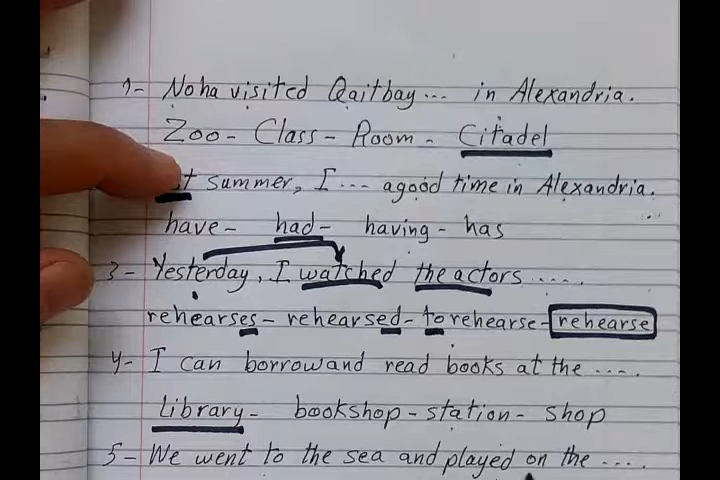 1- Noha visited Qaitbay... in Alexandria.
Zoo - Class - Room - Citadel
summer, I... agood time in Alexandria.
have - had - having - has
3- Yesterday, I watched the actors .....
rehearses - rehearsed - to rehearse - rehearse
4- I can borrow and read books at the ....
Library - bookshop - station - shop
5- We went to the sea and played on the ....